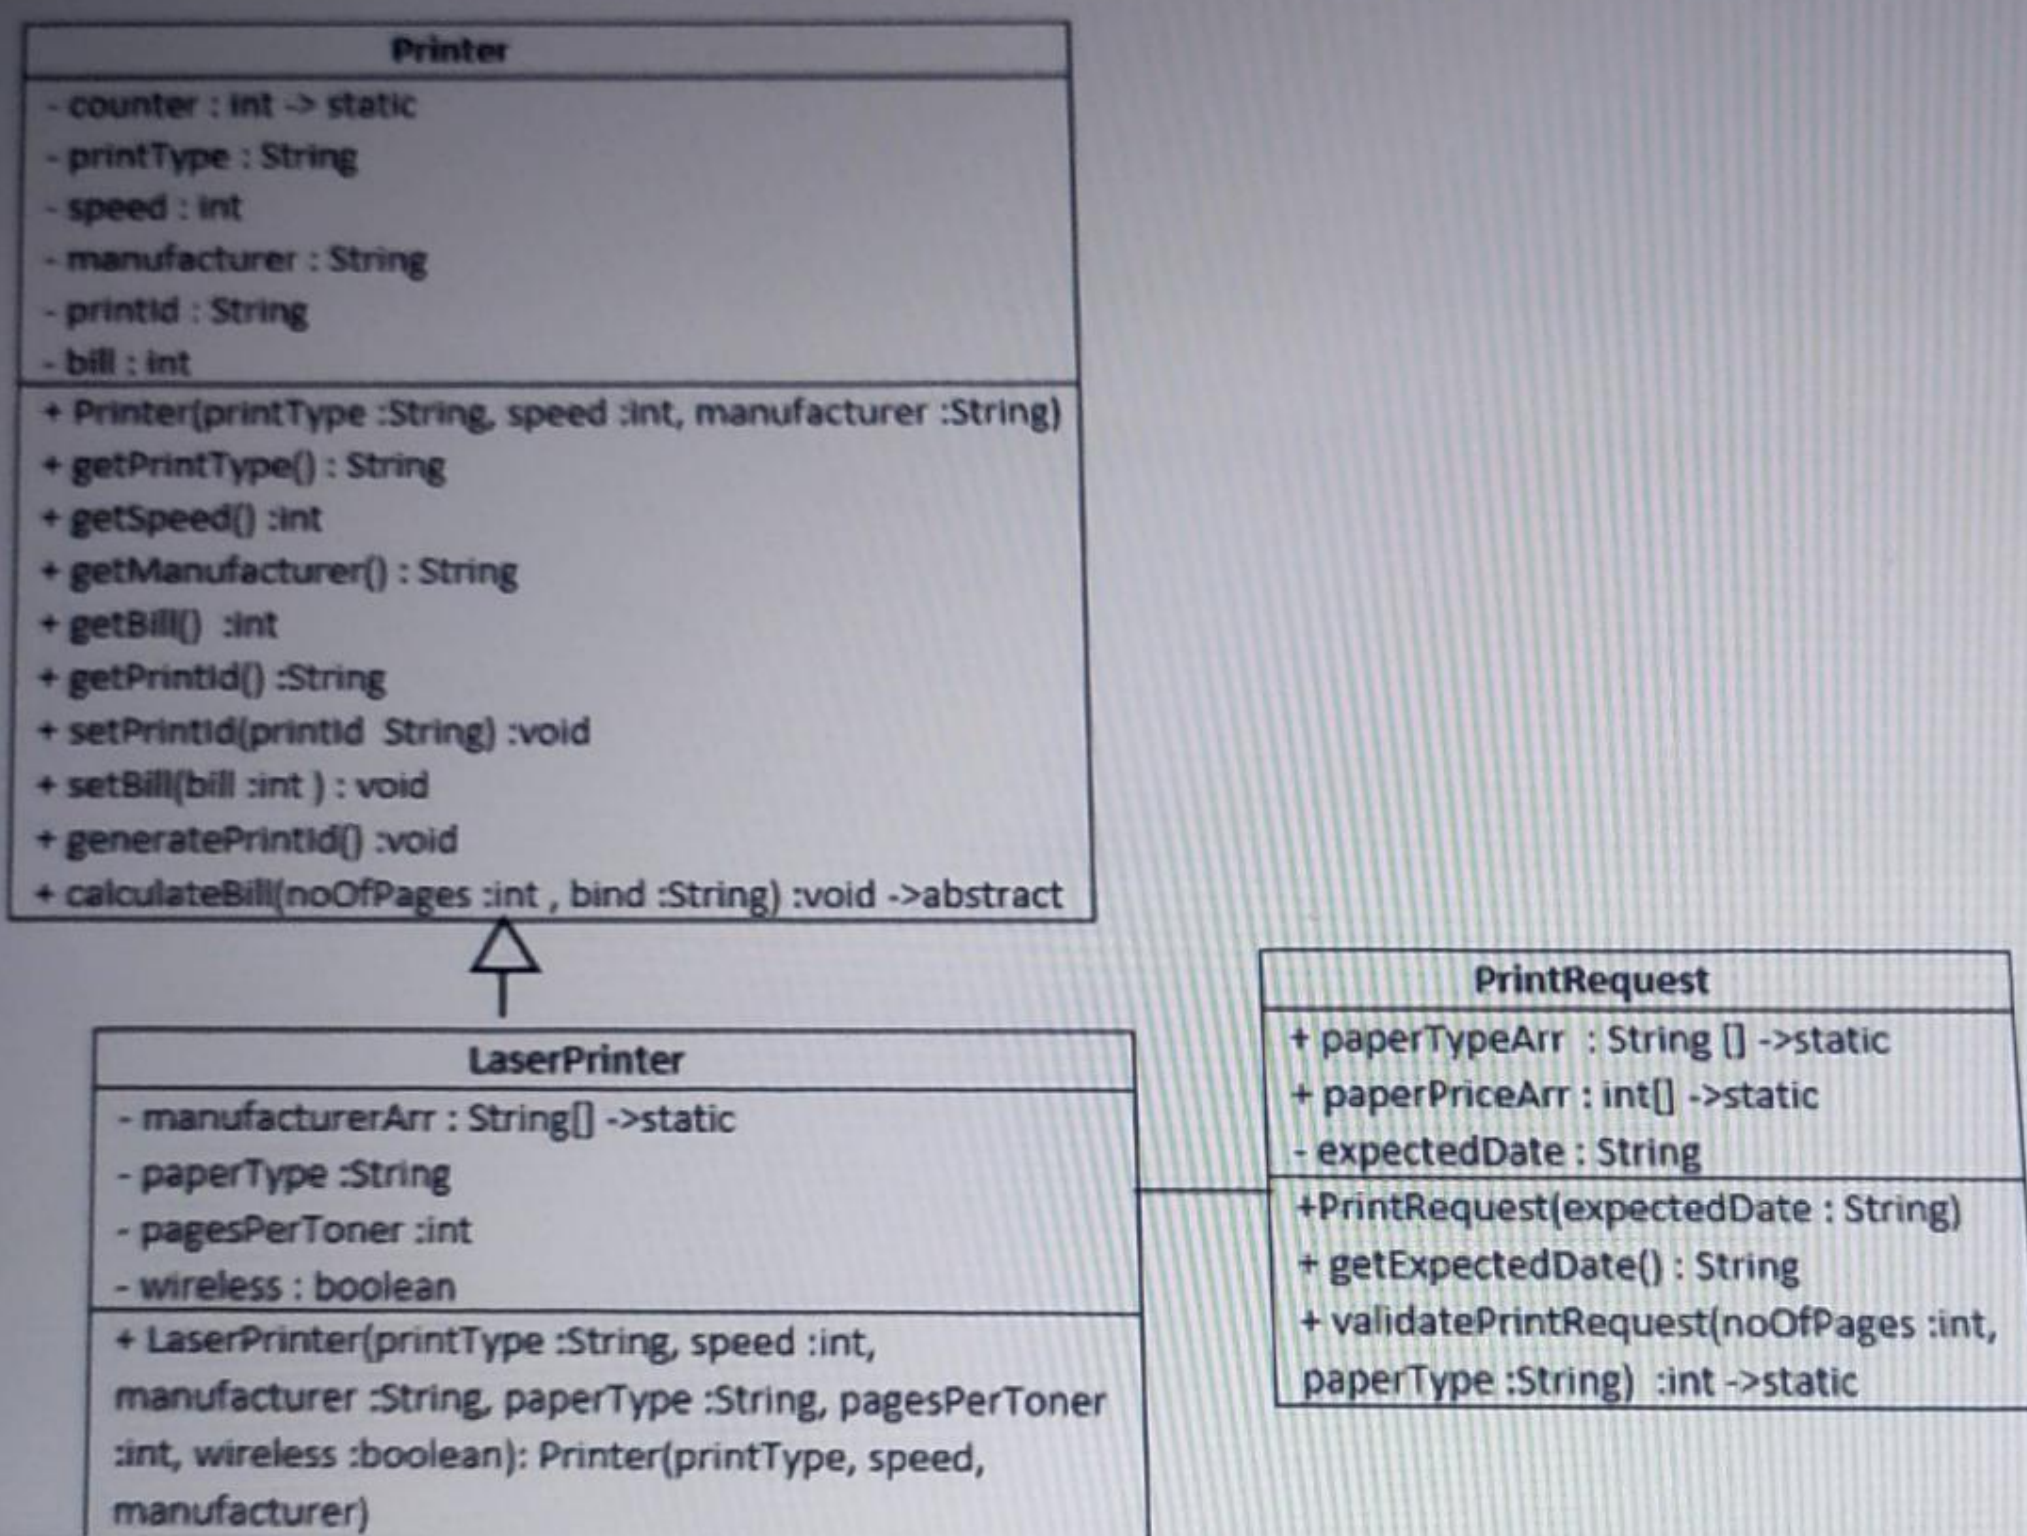 Printer
- counter : int -> static
- printType : String
- speed : int
- manufacturer : String
- printId : String
- bill : int
+ Printer(printType :String, speed :int, manufacturer :String)
+ getPrintType() : String
+ getSpeed() :int
+ getManufacturer() : String
+ getBill() :int
+ getPrintId() :String
+ setPrintId(printId String) :void
+ setBill(bill :int ) : void
+ generatePrintId() :void
+ calculateBill(noOfPages :int , bind :String) :void ->abstract
LaserPrinter
- manufacturerArr : String[] ->static
- paperType :String
- pagesPerToner :int
- wireless : boolean
+ LaserPrinter(printType :String, speed :int,
manufacturer :String, paperType :String, pagesPerToner
:int, wireless :boolean): Printer(printType, speed,
manufacturer)
PrintRequest
+ paperTypeArr : String [] ->static
+ paperPriceArr : int[] ->static
- expectedDate : String
+PrintRequest(expectedDate : String)
+ getExpectedDate() : String
+ validatePrintRequest(noOfPages :int,
paperType :String) :int ->static